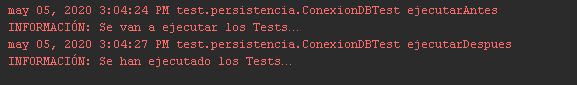 may 05, 2020 3:04:24 PM test.persistencia.ConexionDBTest ejecutarAntes
INFORMACIÓN: Se van a ejecutar los Tests...
may 05, 2020 3:04:27 PM test.persistencia.ConexionDBTest ejecutarDespues
INFORMACIÓN: Se han ejecutado los Tests...